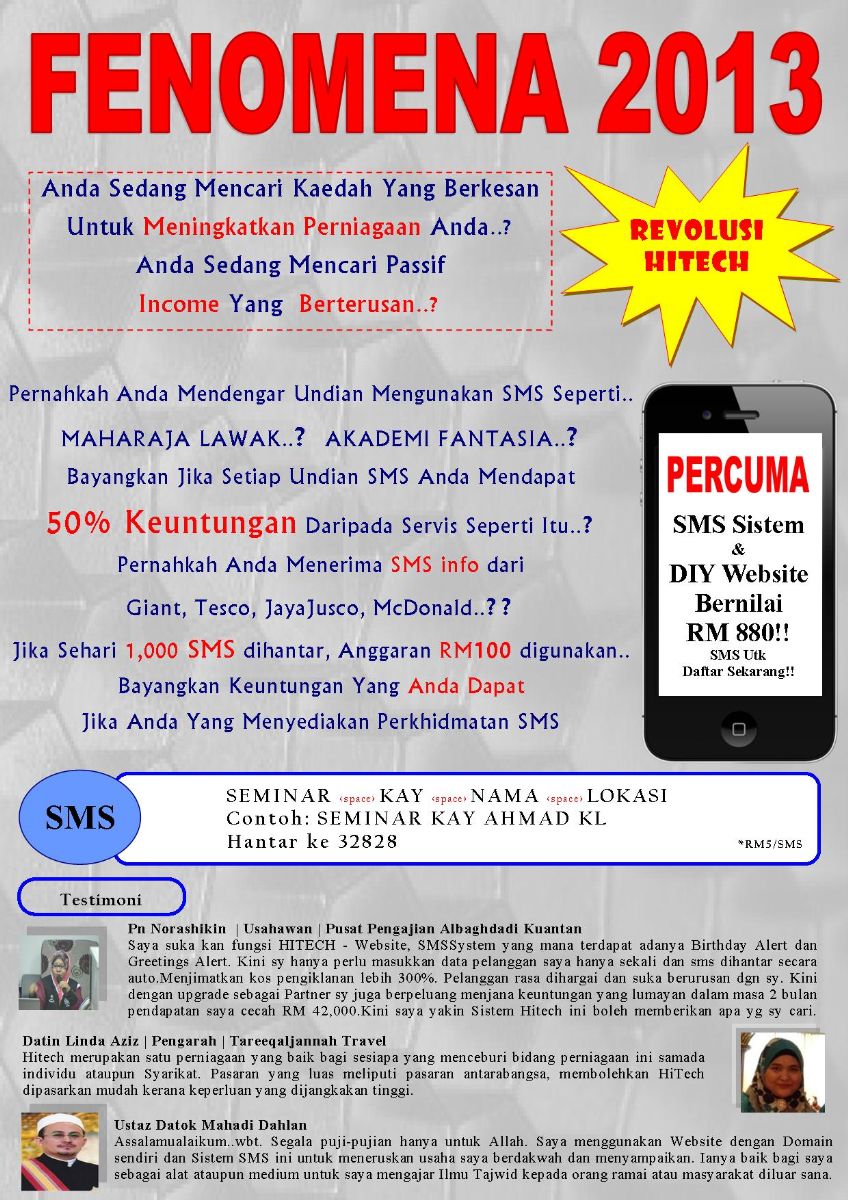 FENOMENA 2013
Anda Sedang Mencari Kaedah Yang Berkesan
Untuk Meningkatkan Perniagaan Anda..?
Anda Sedang Mencari Passif
Income Yang Berterusan..?
REVOLUSI
HITECH
Pernahkah Anda Mendengar Undian Mengunakan SMS Seperti..
MAHARAJA LAWAK..? AKADEMI FANTASIA..?
Bayangkan Jika Setiap Undian SMS Anda Mendapat
50% Keuntungan Daripada Servis Seperti Itu..?
Pernahkah Anda Menerima SMS info dari
Giant, Tesco, JayaJusco, McDonald..??
Jika Sehari 1,000 SMS dihantar, Anggaran RM100 digunakan..
Bayangkan Keuntungan Yang Anda Dapat
Jika Anda Yang Menyediakan Perkhidmatan SMS
PERCUMA
SMS Sistem
&
DIY Website
Bernilai
RM 880!!
SMS Utk
Daftar Sekarang!!
SMS
SEMINAR <space> KAY <space> NAMA <space> LOKASI
Contoh: SEMINAR KAY AHMAD KL
Hantar ke 32828
*RM5/SMS
Testimoni
Pn Norashikin | Usahawan | Pusat Pengajian Albaghdadi Kuantan
Saya suka kan fungsi HITECH - Website, SMSSystem yang mana terdapat adanya Birthday Alert dan
Greetings Alert. Kini sy hanya perlu masukkan data pelanggan saya hanya sekali dan sms dihantar secara
auto.Menjimatkan kos pengiklanan lebih 300%. Pelanggan rasa dihargai dan suka berurusan dgn sy. Kini
dengan upgrade sebagai Partner sy juga berpeluang menjana keuntungan yang lumayan dalam masa 2 bulan
pendapatan saya cecah RM 42,000.Kini saya yakin Sistem Hitech ini boleh memberikan apa yg sy cari.
Datin Linda Aziz | Pengarah | Tareeqaljannah Travel
Hitech merupakan satu perniagaan yang baik bagi sesiapa yang menceburi bidang perniagaan ini samada
individu ataupun Syarikat. Pasaran yang luas meliputi pasaran antarabangsa, membolehkan HiTech
dipasarkan mudah kerana keperluan yang dijangkakan tinggi.
Ustaz Datok Mahadi Dahlan
Assalamualaikum..wbt. Segala puji-pujian hanya untuk Allah. Saya menggunakan Website dengan Domain
sendiri dan Sistem SMS ini untuk meneruskan usaha saya berdakwah dan menyampaikan. Ianya baik bagi saya
sebagai alat ataupun medium untuk saya mengajar Ilmu Tajwid kepada orang ramai atau masyarakat diluar sana.